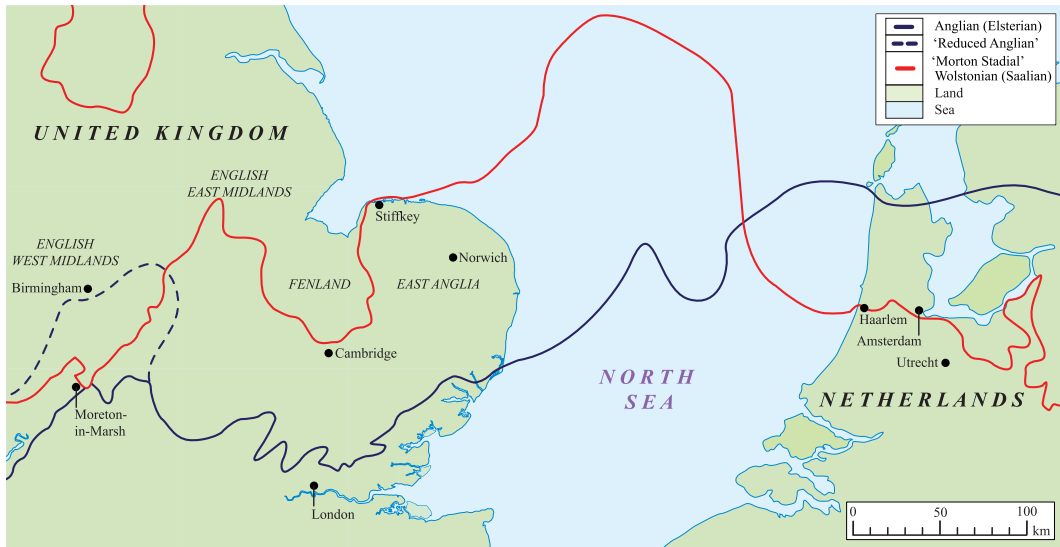 Anglian (Elsterian)
'Reduced Anglian'
'Morton Stadial'
Wolstonian (Saalian)
Land
Sea
UNITED KINGDOM
ENGLISH
EAST MIDLANDS
Stiffkey
ENGLISH
WEST MIDLANDS
Birmingham
Norwich
FENLAND
EAST ANGLIA
Haarlem
Amsterdam
Cambridge
Utrecht
NORTH
SEA
NETHERLANDS
Moreton-
in-Marsh
London
0
50
100
km